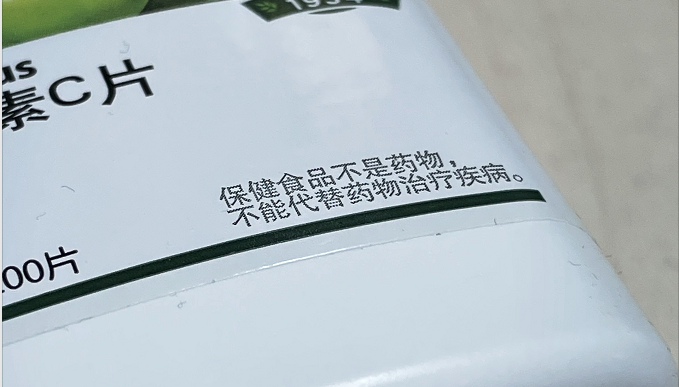 素C片
保健食品不是药物，
不能代替药物治疗疾病。
00片